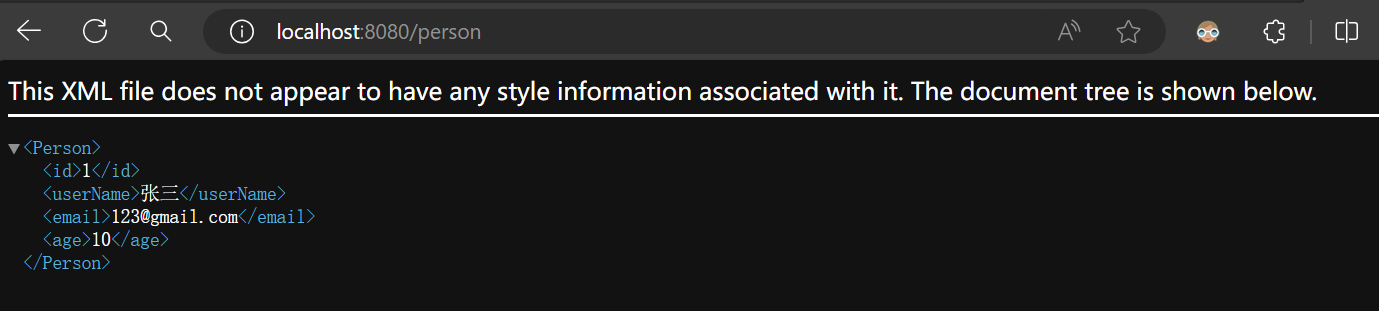 localhost:8080/person
This XML file does not appear to have any style information associated with it. The document tree is shown below.
<Person>
<id>1</id>
<userName>张三</userName>
<email>123@gmail.com</email>
<age>10</age>
</Person>